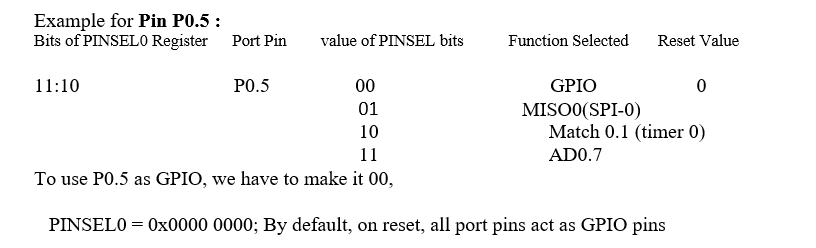 Example for Pin P0.5 :
Bits of PINSEL0 Register Port Pin value of PINSEL bits Function Selected Reset Value
11:10 P0.5 00 GPIO 0
01 MISO0(SPI-0)
10 Match 0.1 (timer 0)
11 AD0.7
To use P0.5 as GPIO, we have to make it 00,
PINSEL0 = 0x0000 0000; By default, on reset, all port pins act as GPIO pins